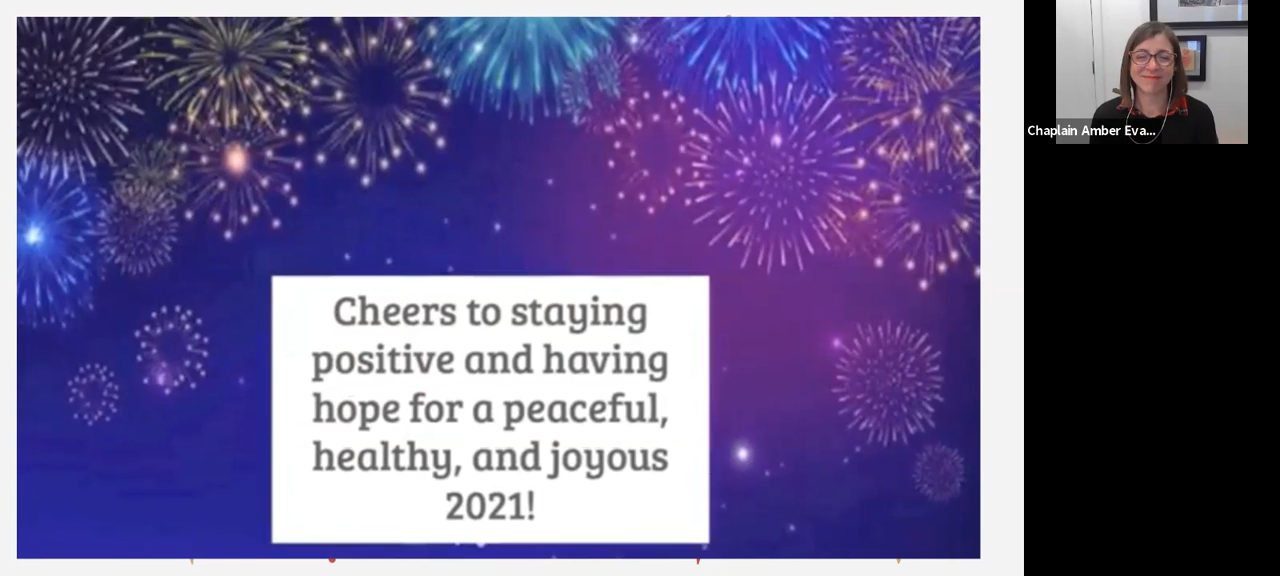 Cheers to staying
positive and having
hope for a peaceful,
healthy, and joyous
2021!
Chaplain Amber Eva...